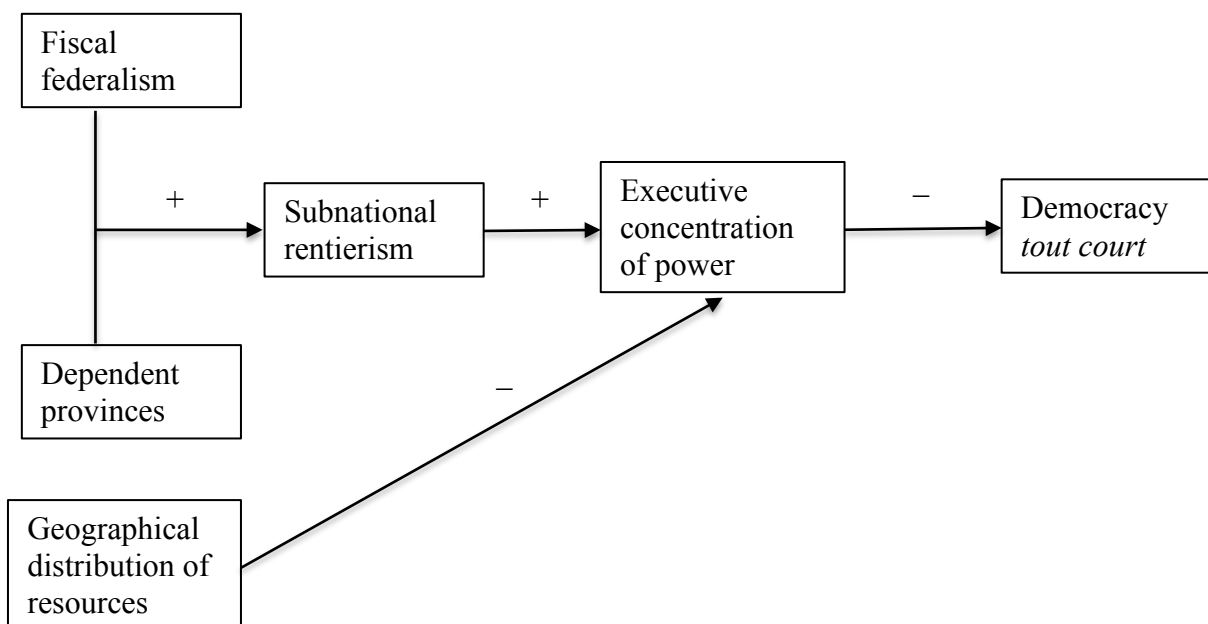 Fiscal
federalism
+
Subnational
rentierism
+
Executive
concentration
of power
–
Democracy
tout court
Dependent
provinces
–
Geographical
distribution of
resources